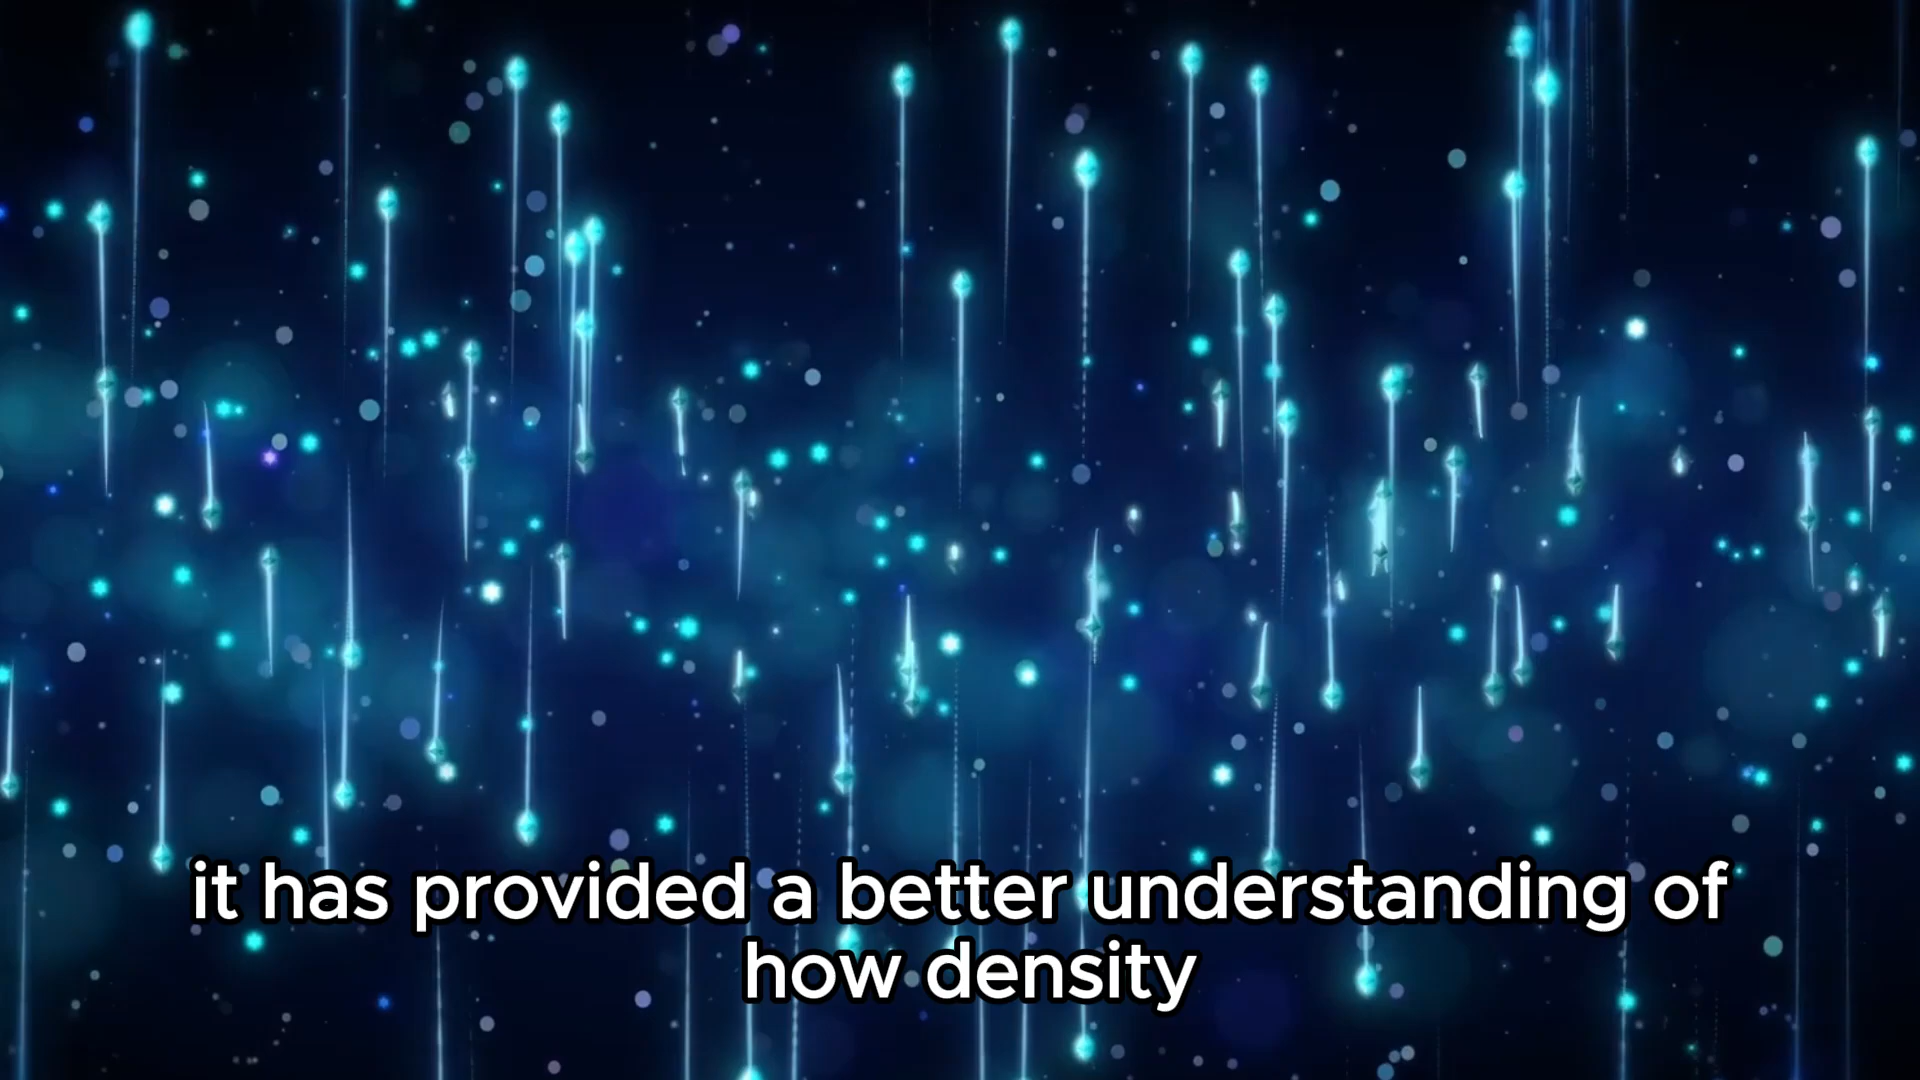 it has provided a better understanding of
how density